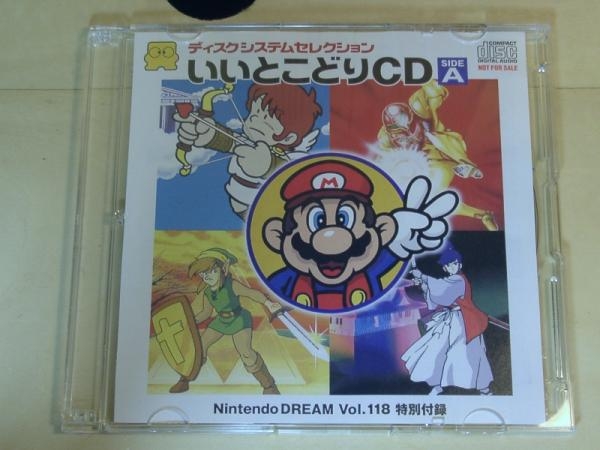 ディスクシステムセレクション
いいとこどりCD
SIDE
A
COMPACT
disc
DIGITAL AUDIO
NOT FOR SALE
M
Nintendo DREAM Vol.118 特別付録